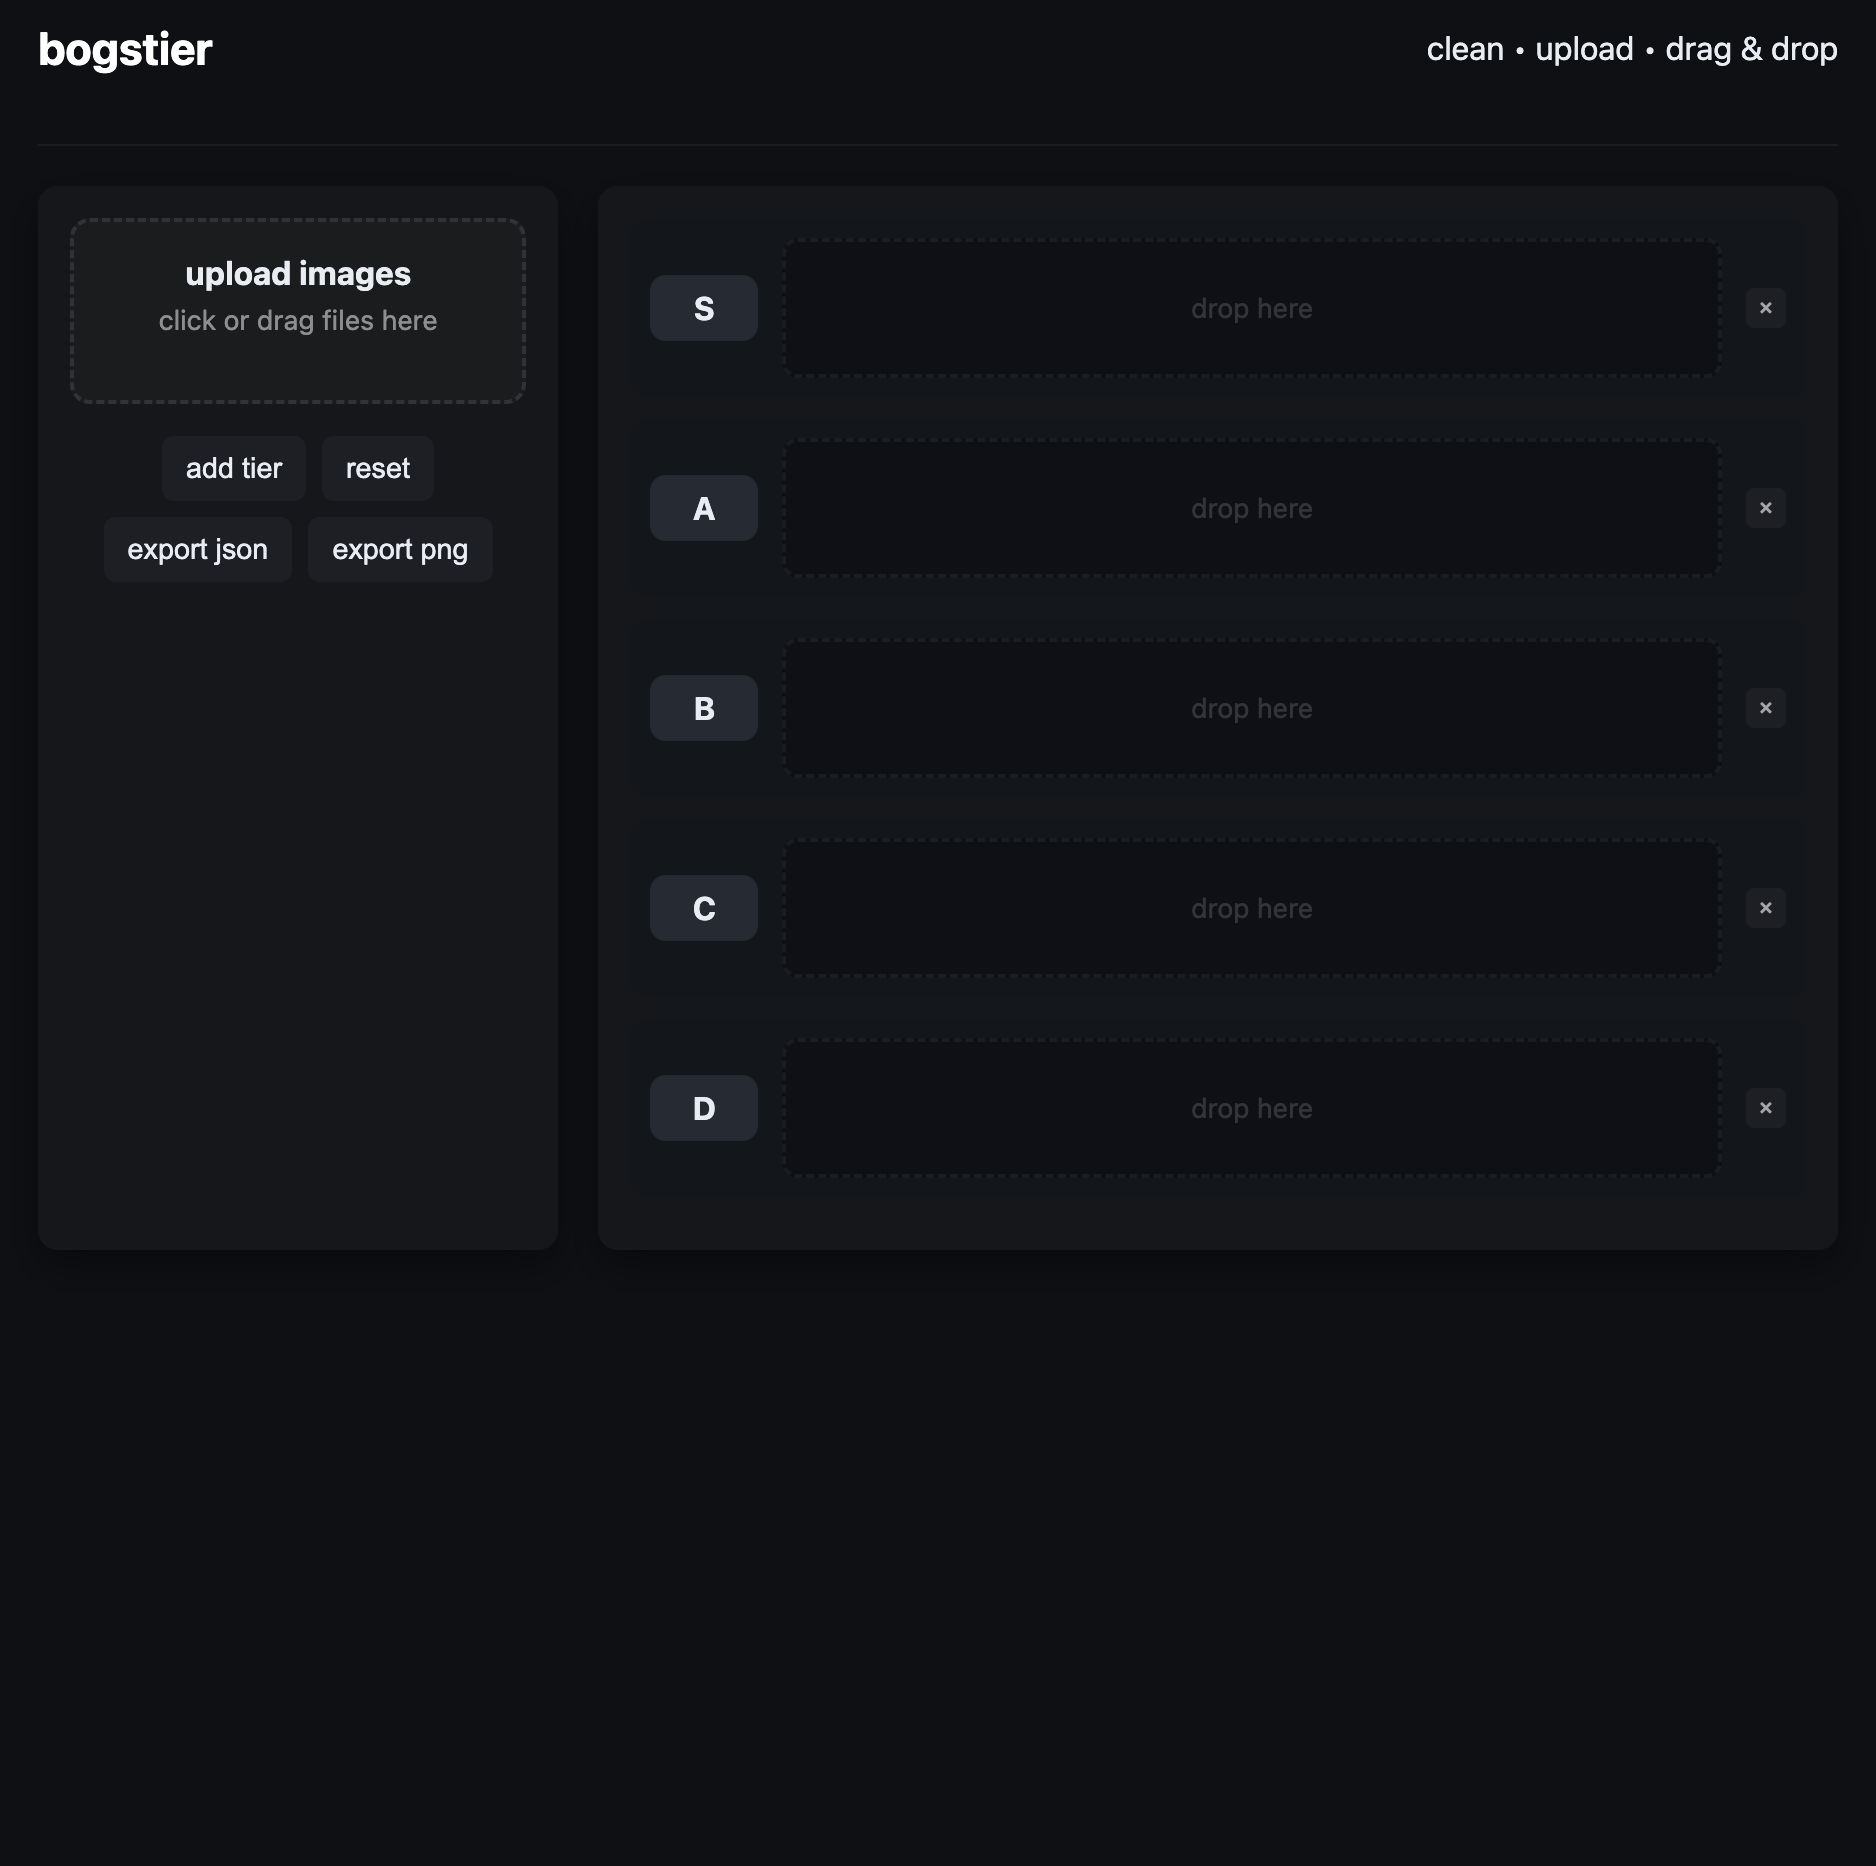 bogstier
clean • upload • drag & drop
upload images
click or drag files here
add tier
reset
export json
export png
S
drop here
×
A
drop here
×
B
drop here
×
C
drop here
×
D
drop here
×